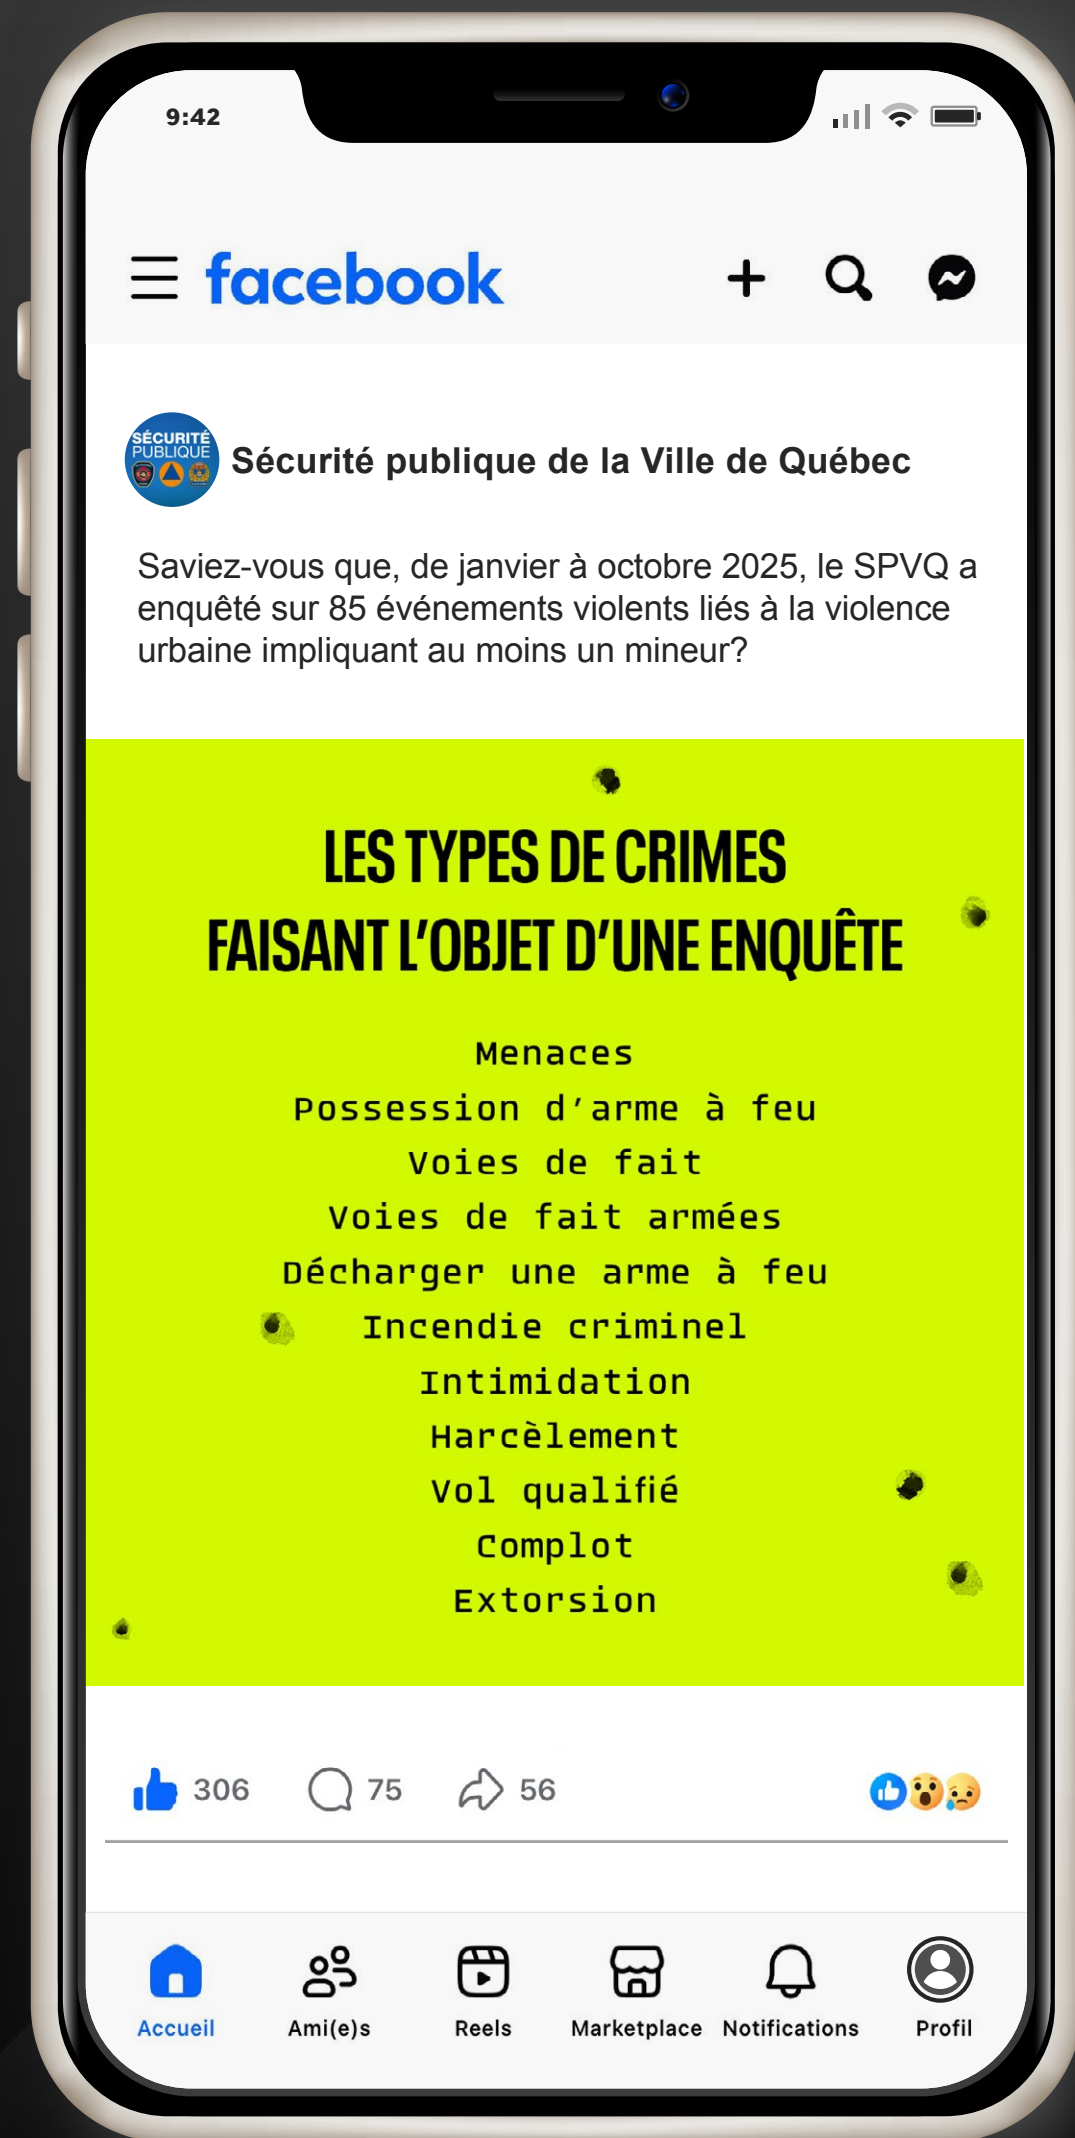 9:42
facebook
SÉCURITÉ
PUBLIQUE
Sécurité publique de la Ville de Québec
Saviez-vous que, de janvier à octobre 2025, le SPVQ a
enquêté sur 85 événements violents liés à la violence
urbaine impliquant au moins un mineur?
LES TYPES DE CRIMES
FAISANT L'OBJET D'UNE ENQUÊTE
Menaces
Possession d'arme à feu
Voies de fait
Voies de fait armées
Décharger une arme à feu
Incendie criminel
Intimidation
Harcèlement
Vol qualifié
Complot
Extorsion
306 75 56
Accueil Ami(e)s Reels Marketplace Notifications Profil